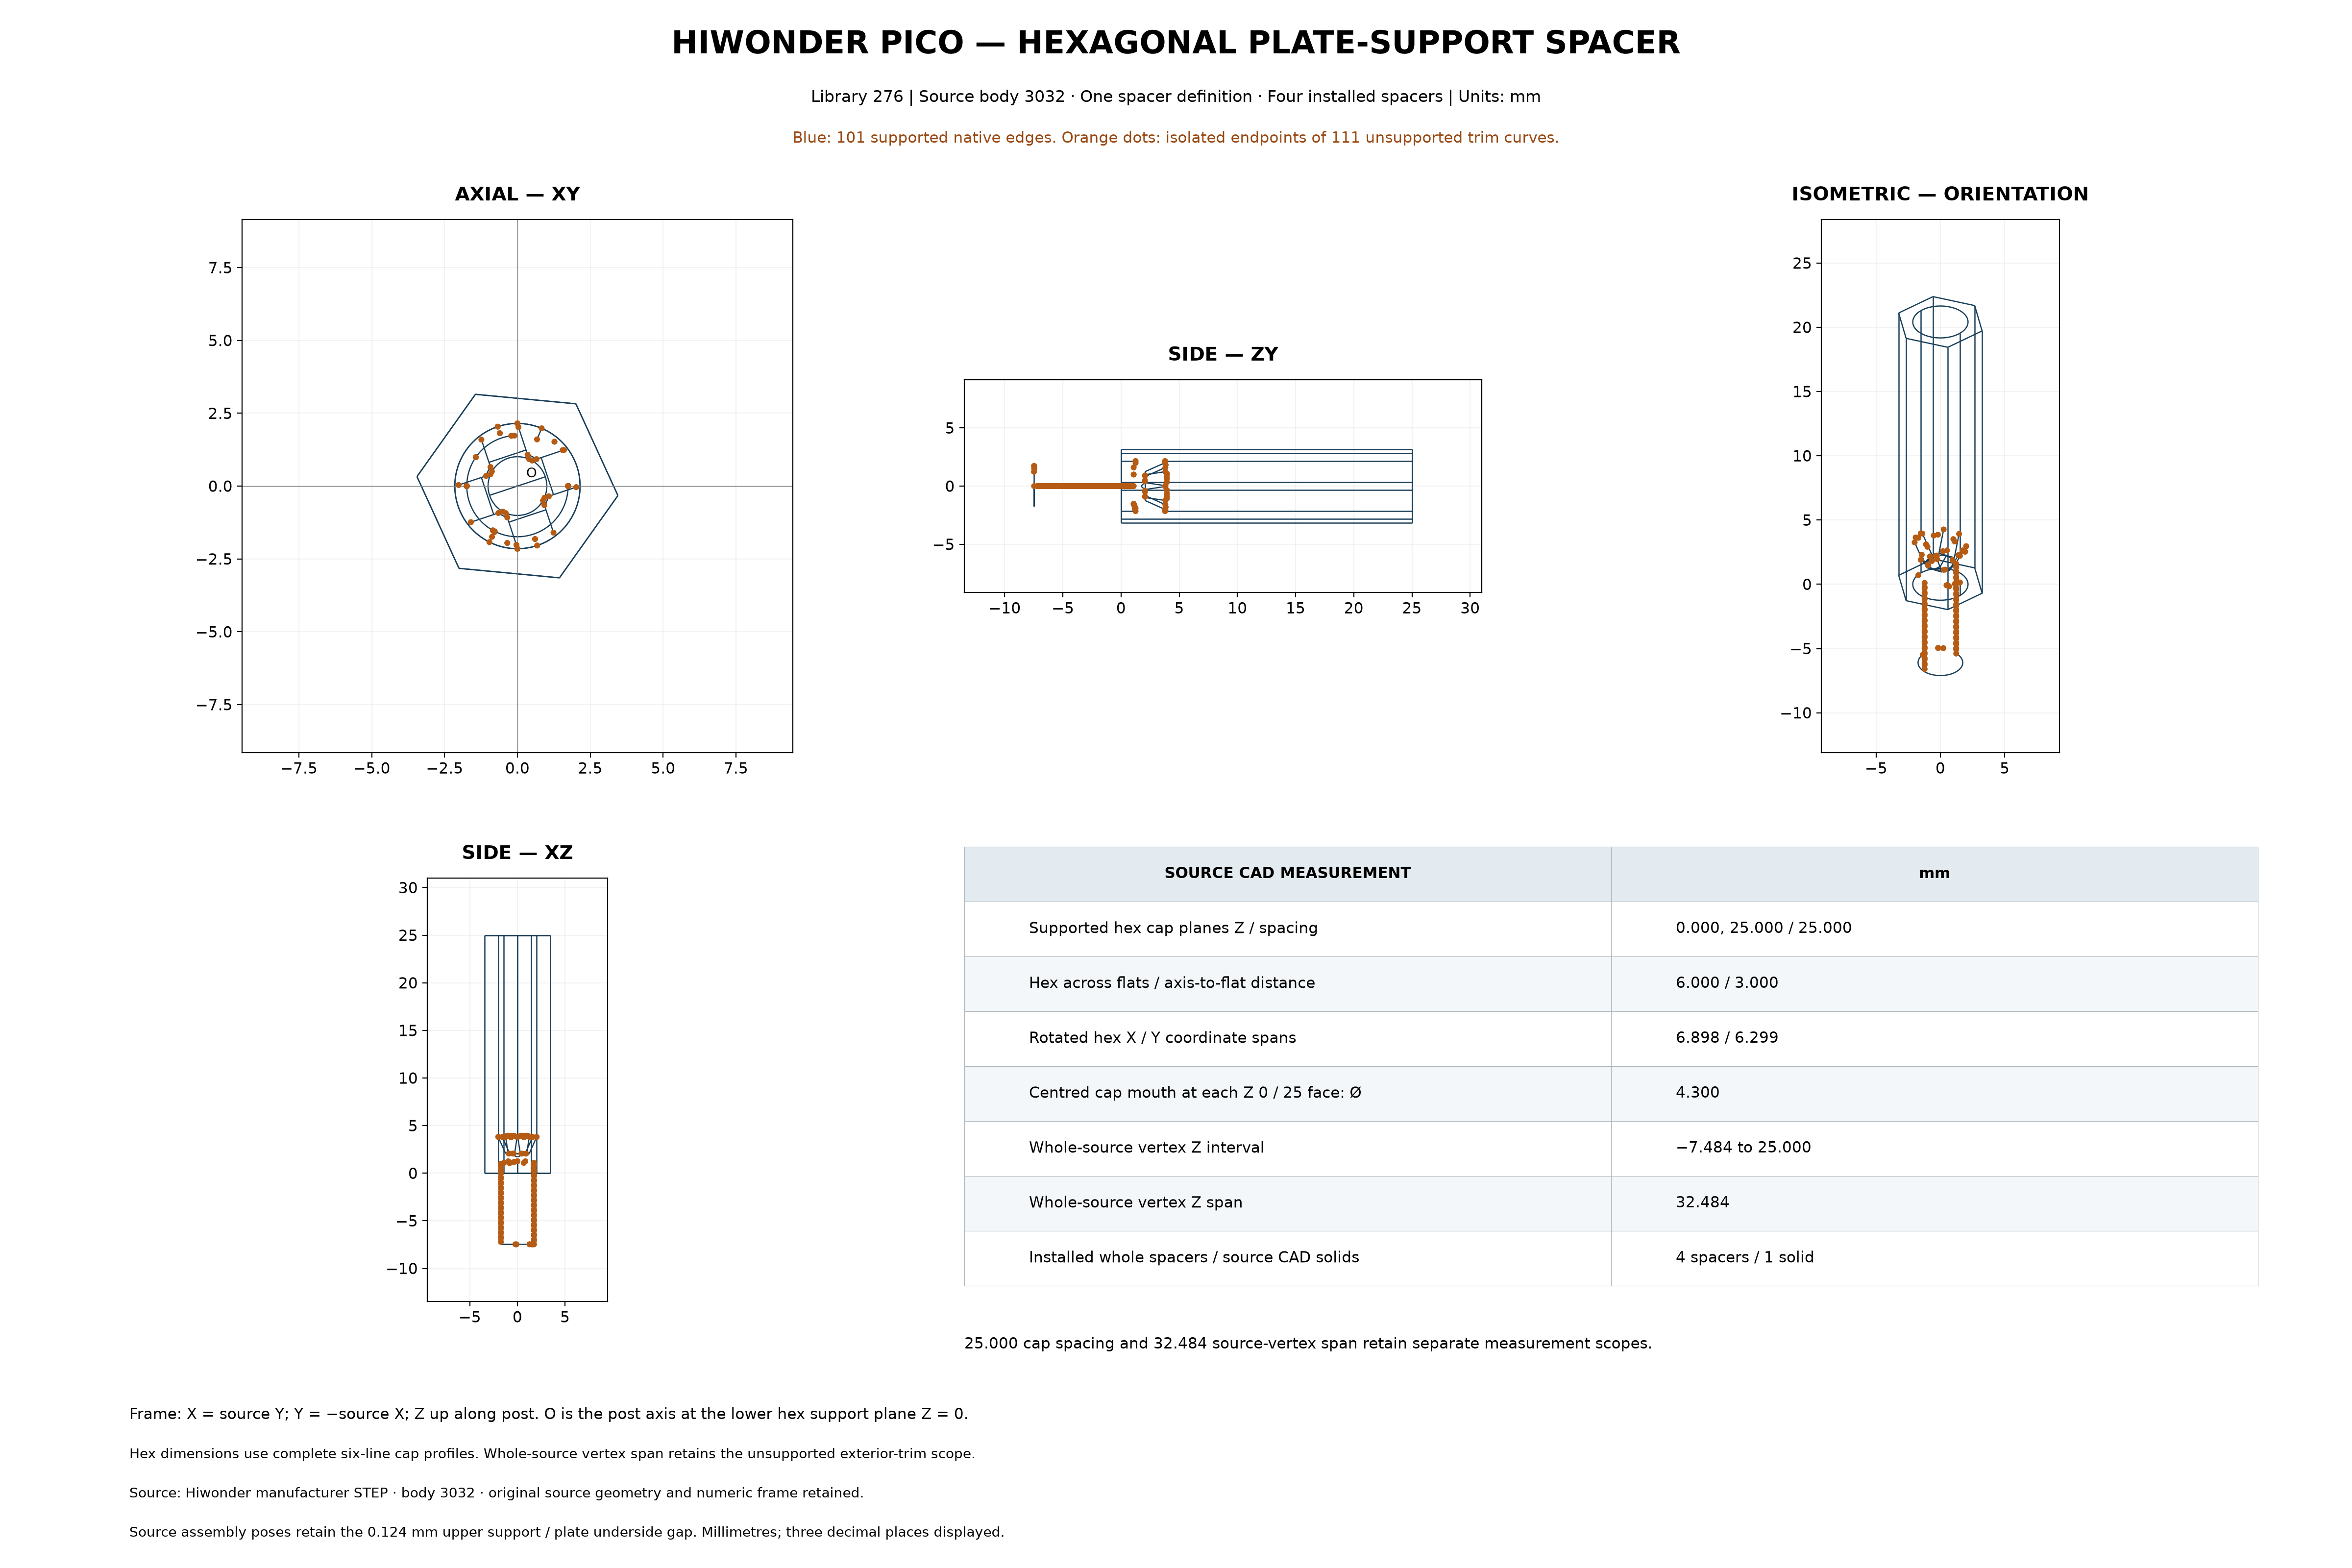 HIWONDER PICO — HEXAGONAL PLATE-SUPPORT SPACER
Library 276 | Source body 3032 · One spacer definition · Four installed spacers | Units: mm
Blue: 101 supported native edges. Orange dots: isolated endpoints of 111 unsupported trim curves.
AXIAL — XY
7.5
5.0
2.5
0.0
−2.5
−5.0
−7.5
O
−7.5 −5.0 −2.5 0.0 2.5 5.0 7.5
SIDE — ZY
5
0
−5
−10 −5 0 5 10 15 20 25 30
ISOMETRIC — ORIENTATION
25
20
15
10
5
0
−5
−10
−5 0 5
SIDE — XZ
30
25
20
15
10
5
0
−5
−10
−5 0 5
SOURCE CAD MEASUREMENT mm
Supported hex cap planes Z / spacing 0.000, 25.000 / 25.000
Hex across flats / axis-to-flat distance 6.000 / 3.000
Rotated hex X / Y coordinate spans 6.898 / 6.299
Centred cap mouth at each Z 0 / 25 face: Ø 4.300
Whole-source vertex Z interval −7.484 to 25.000
Whole-source vertex Z span 32.484
Installed whole spacers / source CAD solids 4 spacers / 1 solid
25.000 cap spacing and 32.484 source-vertex span retain separate measurement scopes.
Frame: X = source Y; Y = −source X; Z up along post. O is the post axis at the lower hex support plane Z = 0.
Hex dimensions use complete six-line cap profiles. Whole-source vertex span retains the unsupported exterior-trim scope.
Source: Hiwonder manufacturer STEP · body 3032 · original source geometry and numeric frame retained.
Source assembly poses retain the 0.124 mm upper support / plate underside gap. Millimetres; three decimal places displayed.